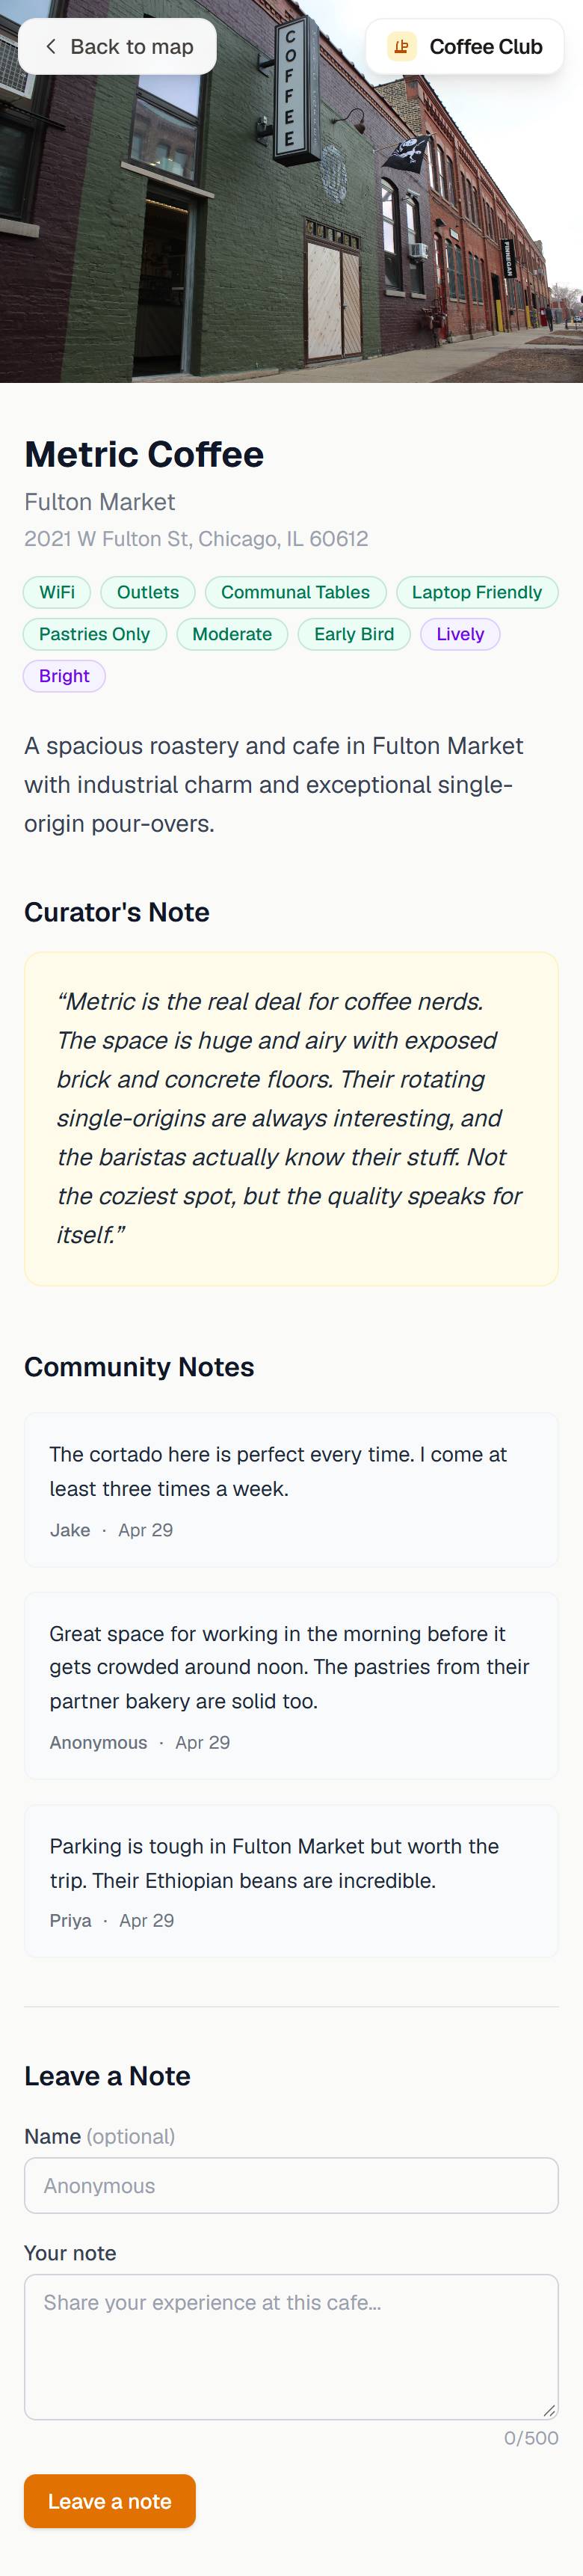 Back to map
Coffee Club
COFFEE
FINNEGAN
Metric Coffee
Fulton Market
2021 W Fulton St, Chicago, IL 60612
WiFi Outlets Communal Tables Laptop Friendly
Pastries Only Moderate Early Bird Lively
Bright
A spacious roastery and cafe in Fulton Market
with industrial charm and exceptional single-
origin pour-overs.
Curator's Note
“Metric is the real deal for coffee nerds.
The space is huge and airy with exposed
brick and concrete floors. Their rotating
single-origins are always interesting, and
the baristas actually know their stuff. Not
the coziest spot, but the quality speaks for
itself.”
Community Notes
The cortado here is perfect every time. I come at
least three times a week.
Jake · Apr 29
Great space for working in the morning before it
gets crowded around noon. The pastries from their
partner bakery are solid too.
Anonymous · Apr 29
Parking is tough in Fulton Market but worth the
trip. Their Ethiopian beans are incredible.
Priya · Apr 29
Leave a Note
Name (optional)
Anonymous
Your note
Share your experience at this cafe...
0/500
Leave a note